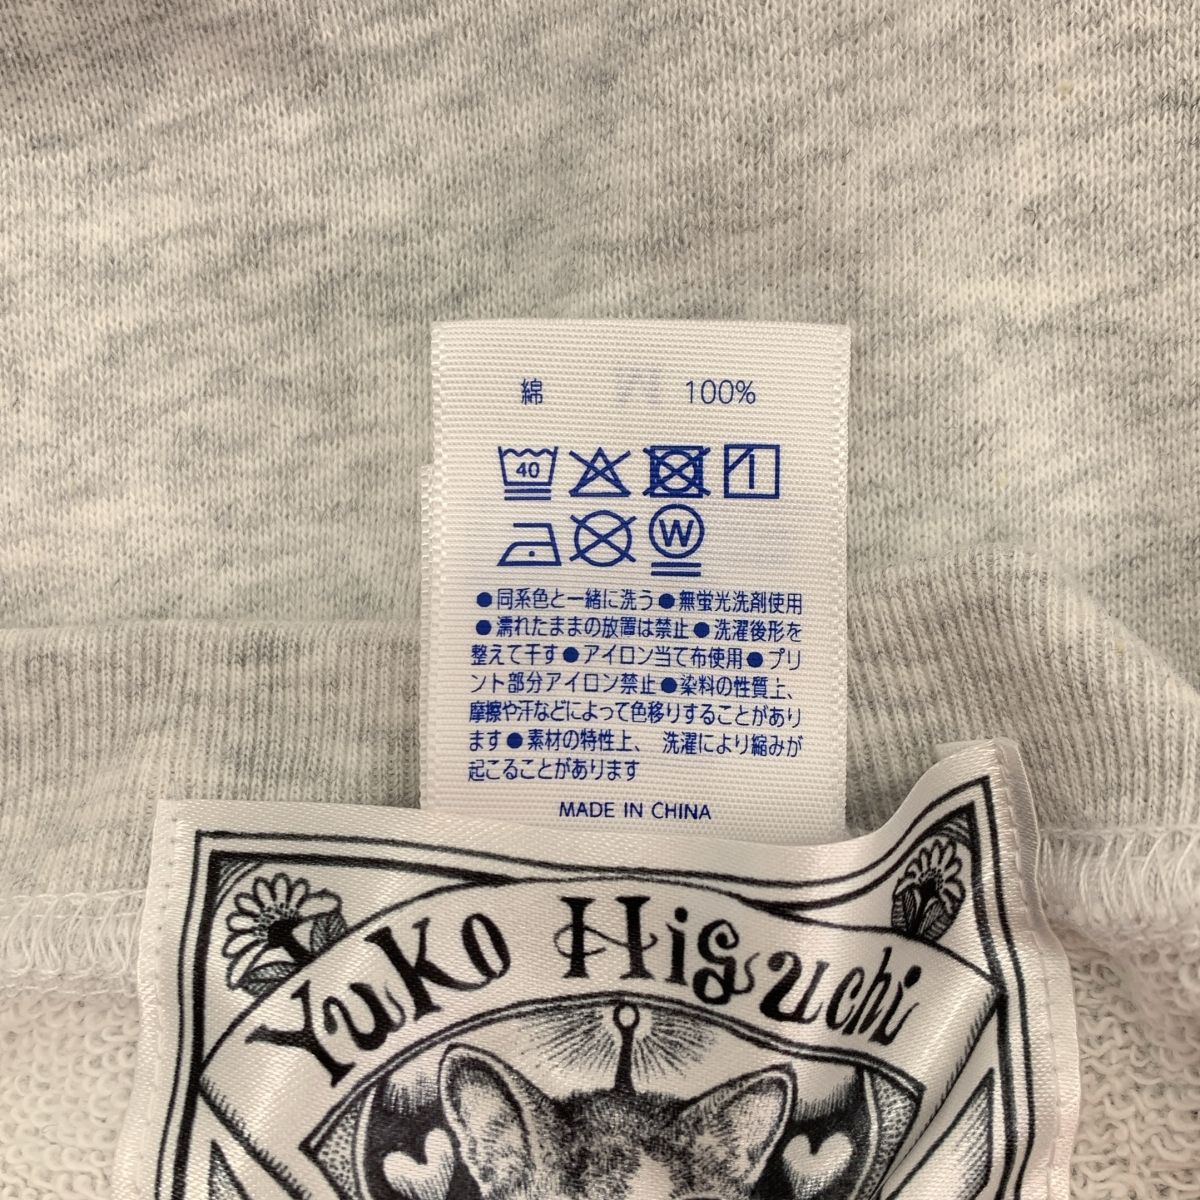 綿 100%
40 1
W
●同系色と一緒に洗う●無蛍光洗剤使用
●濡れたままの放置は禁止●洗濯後形を
整えて干す●アイロン当て布使用●プリ
ント部分アイロン禁止●染料の性質上、
摩擦や汗などによって色移りすることがあり
ます●素材の特性上、洗濯により縮みが
起こることがあります
MADE IN CHINA
Yuko Higuchi